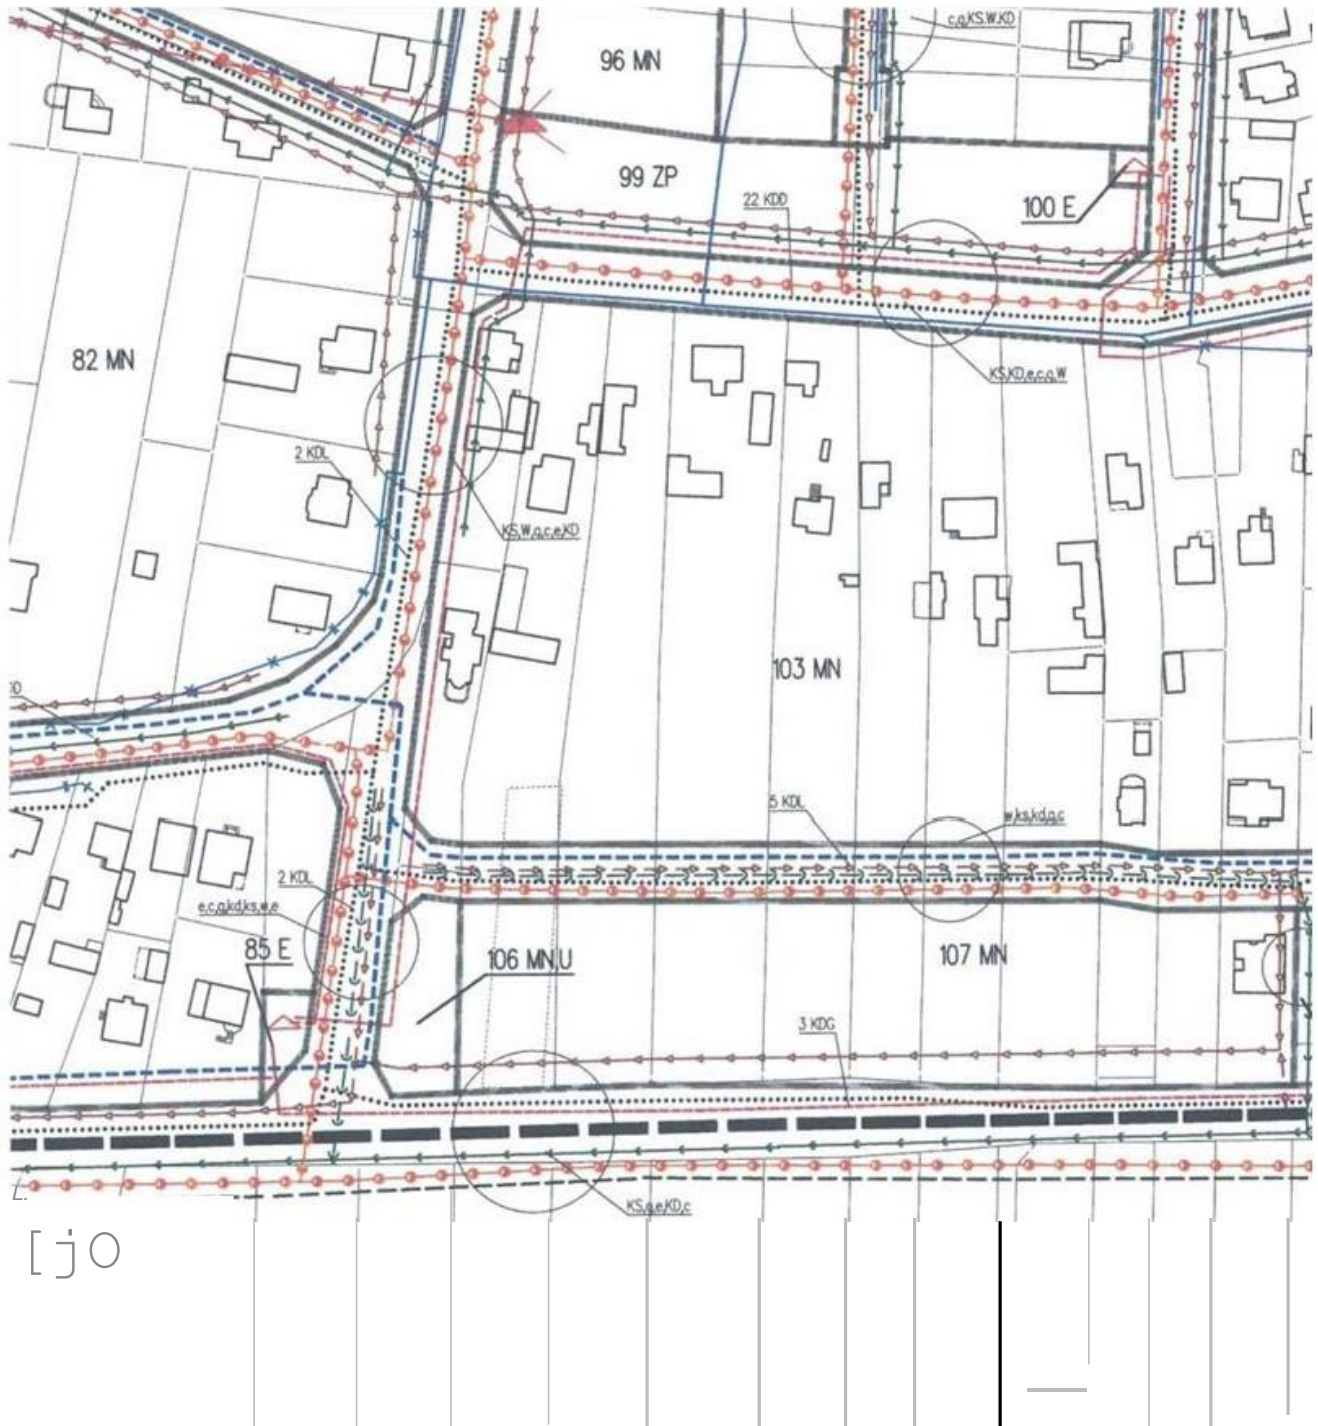 c,g,KS,W,KD
96 MN
99 ZP
22 KDD
100 E
82 MN
KS,KD,e,c,g,W
2 KDL
KS,W,g,c,e,KD
103 MN
5 KDL
w,ks,kd,g,c
2 KDL
e,c,g,kd,ks,w,e
85 E
106 MN,U
107 MN
3 KDG
KS,g,e,KD,c
[jO